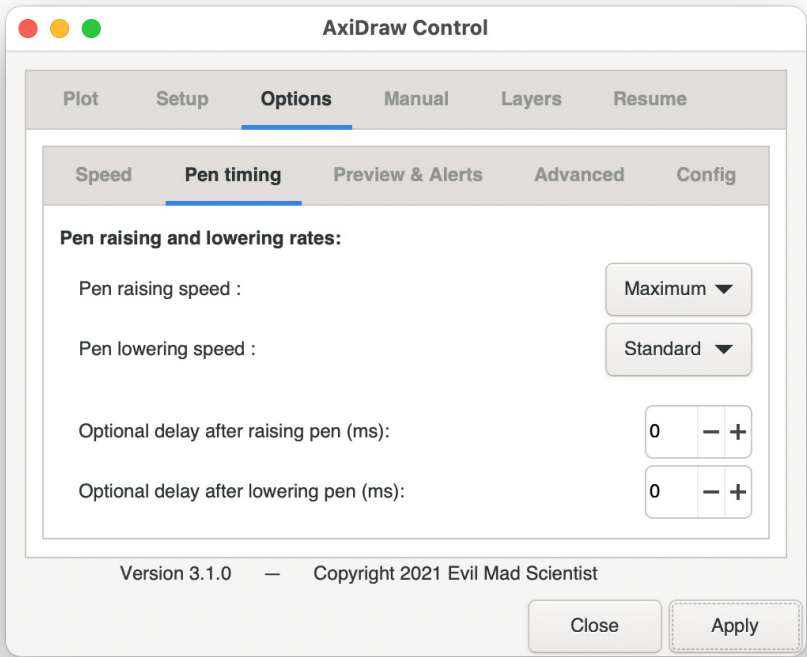 AxiDraw Control
Plot Setup Options Manual Layers Resume
Speed Pen timing Preview & Alerts Advanced Config
Pen raising and lowering rates:
Pen raising speed : Maximum
Pen lowering speed : Standard
Optional delay after raising pen (ms): 0 − +
Optional delay after lowering pen (ms): 0 − +
Version 3.1.0 — Copyright 2021 Evil Mad Scientist
Close Apply